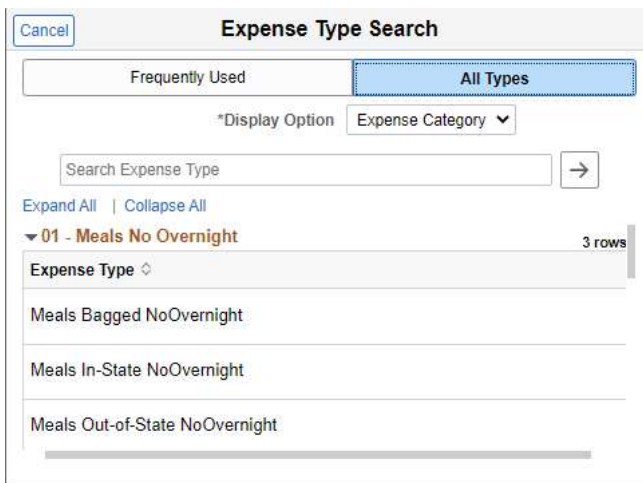 Cancel Expense Type Search
Frequently Used All Types
*Display Option Expense Category
Search Expense Type
Expand All | Collapse All
01 - Meals No Overnight 3 rows
Expense Type
Meals Bagged NoOvernight
Meals In-State NoOvernight
Meals Out-of-State NoOvernight